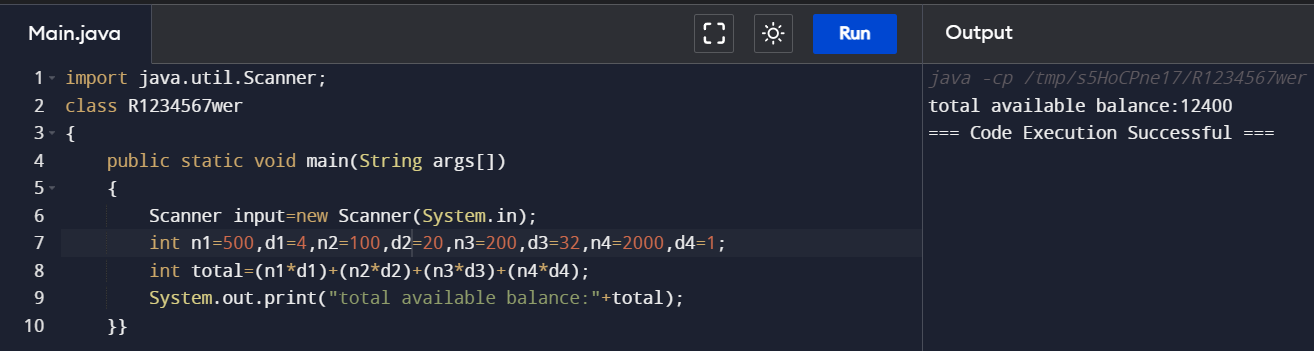 Main.java
Run
Output
1 import java.util.Scanner;
2 class R1234567wer
3 {
4     public static void main(String args[])
5     {
6         Scanner input=new Scanner(System.in);
7         int n1=500,d1=4,n2=100,d2=20,n3=200,d3=32,n4=2000,d4=1;
8         int total=(n1*d1)+(n2*d2)+(n3*d3)+(n4*d4);
9         System.out.print("total available balance:"+total);
10     }}
java -cp /tmp/s5HoCPne17/R1234567wer
total available balance:12400
=== Code Execution Successful ===